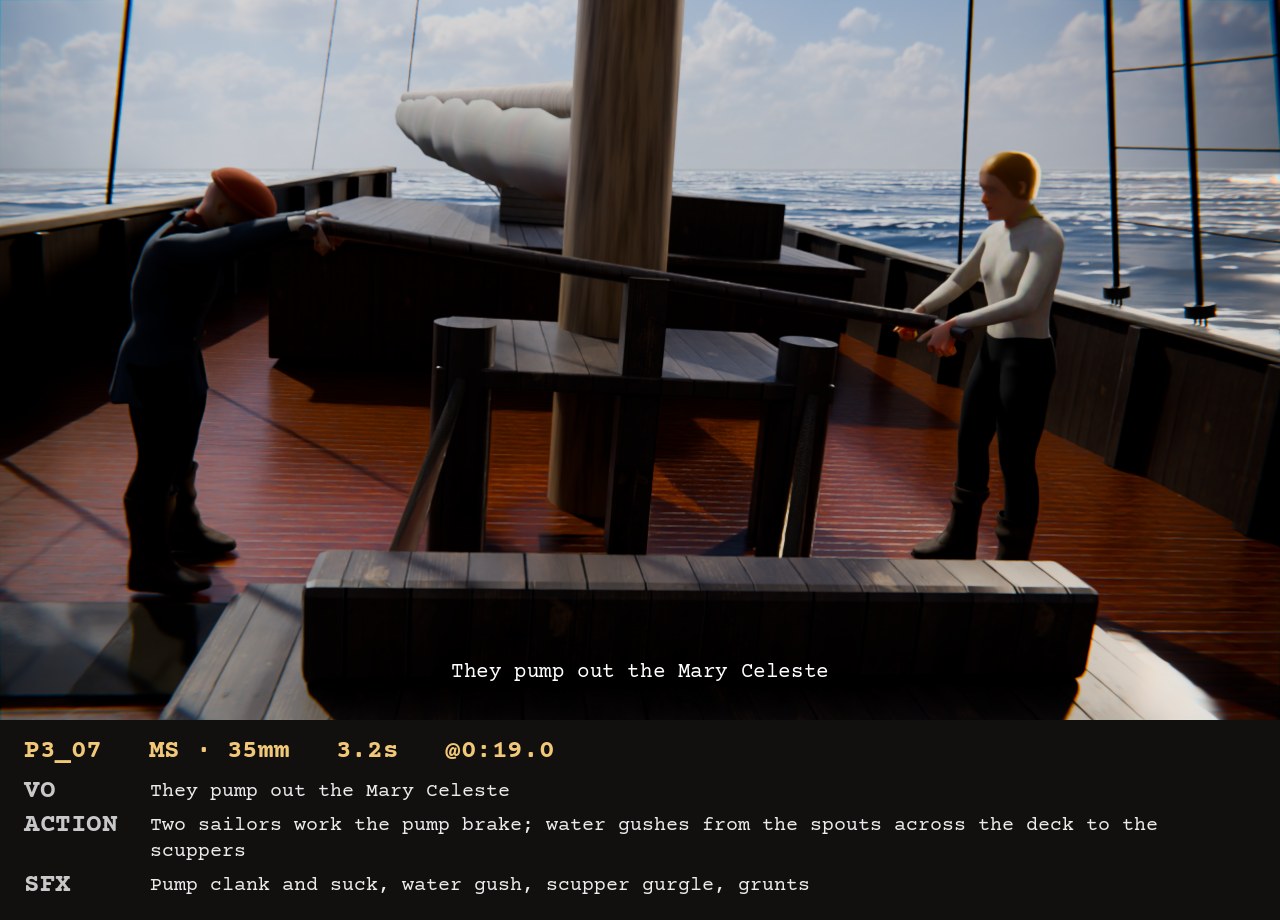 They pump out the Mary Celeste
P3_07 MS · 35mm 3.2s @0:19.0
VO They pump out the Mary Celeste
ACTION Two sailors work the pump brake; water gushes from the spouts across the deck to the
scuppers
SFX Pump clank and suck, water gush, scupper gurgle, grunts